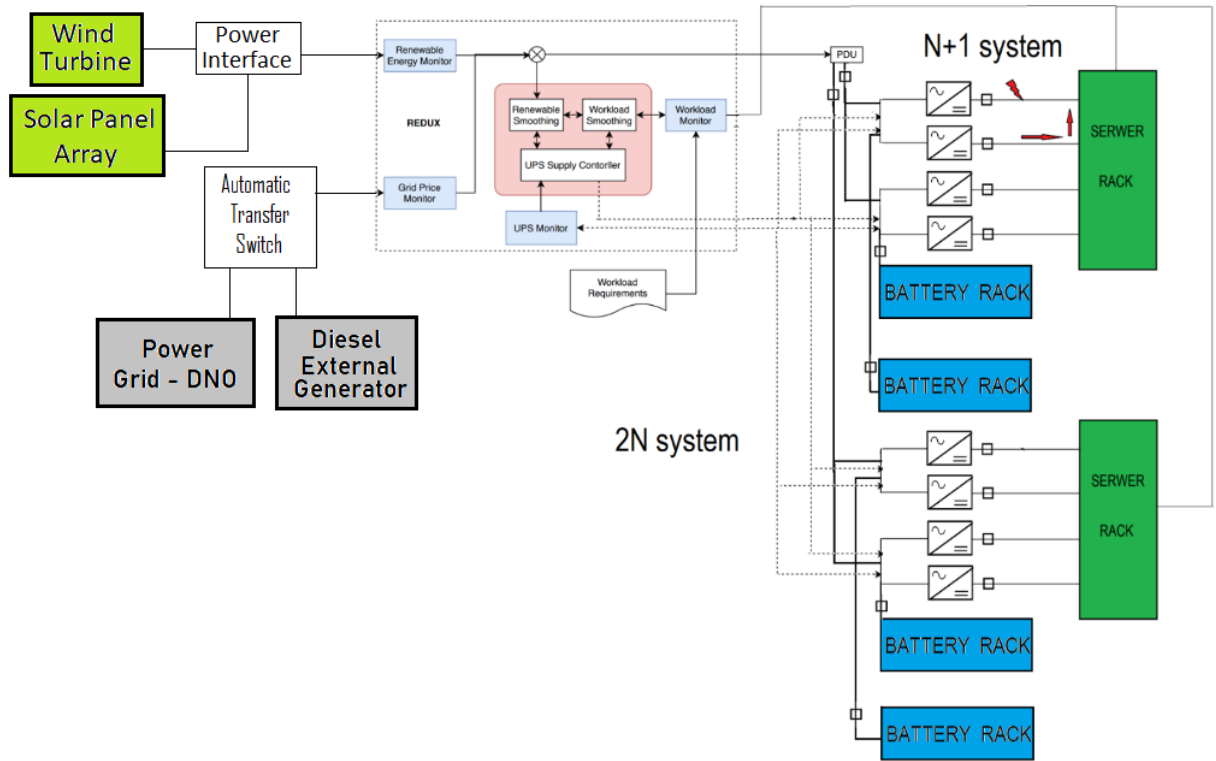 Wind
Turbine
Power
Interface
Solar Panel
Array
Automatic
Transfer
Switch
Power
Grid - DNO
Diesel
External
Generator
Renewable
Energy Monitor
REDUX
Grid Price
Monitor
Renewable
Smoothing
Workload
Smoothing
UPS Supply Contorller
Workload
Monitor
UPS Monitor
Workload
Requirements
PDU
N+1 system
SERWER
RACK
BATTERY RACK
BATTERY RACK
2N system
SERWER
RACK
BATTERY RACK
BATTERY RACK